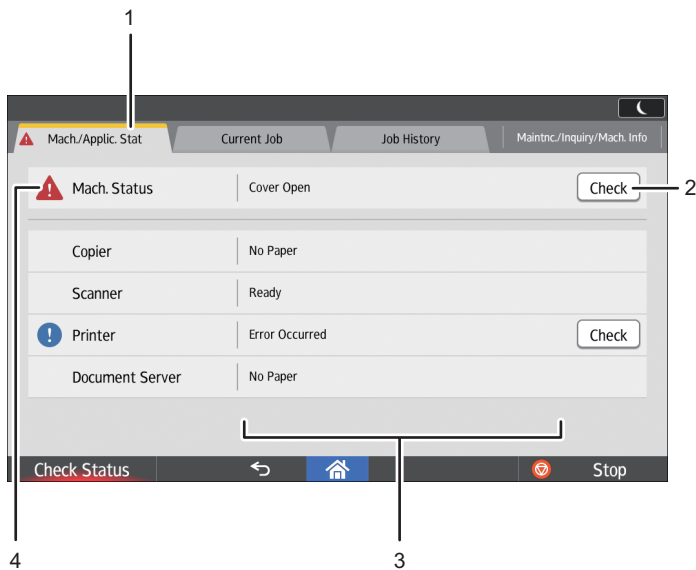 1
Mach./Applic. Stat
Current Job
Job History
Maintnc./Inquiry/Mach. Info
Mach. Status
Cover Open
Check
2
Copier
No Paper
Scanner
Ready
Printer
Error Occurred
Check
Document Server
No Paper
Check Status
Stop
4
3